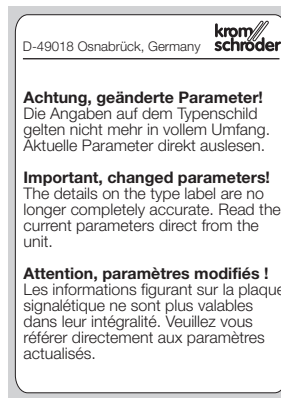 D-49018 Osnabrück, Germany
krom//
schröder
Achtung, geänderte Parameter!
Die Angaben auf dem Typenschild
gelten nicht mehr in vollem Umfang.
Aktuelle Parameter direkt auslesen.
Important, changed parameters!
The details on the type label are no
longer completely accurate. Read the
current parameters direct from the
unit.
Attention, paramètres modifiés !
Les informations figurant sur la plaque
signalétique ne sont plus valables
dans leur intégralité. Veuillez vous
référer directement aux paramètres
actualisés.